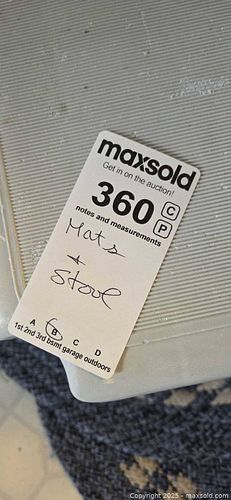 maxsold
Get in on the auction!
360 C
P
notes and measurements
Mats
+
Stool
A B C D
1st 2nd 3rd bsmt garage outdoors
Copyright © 2025 - maxsold.com